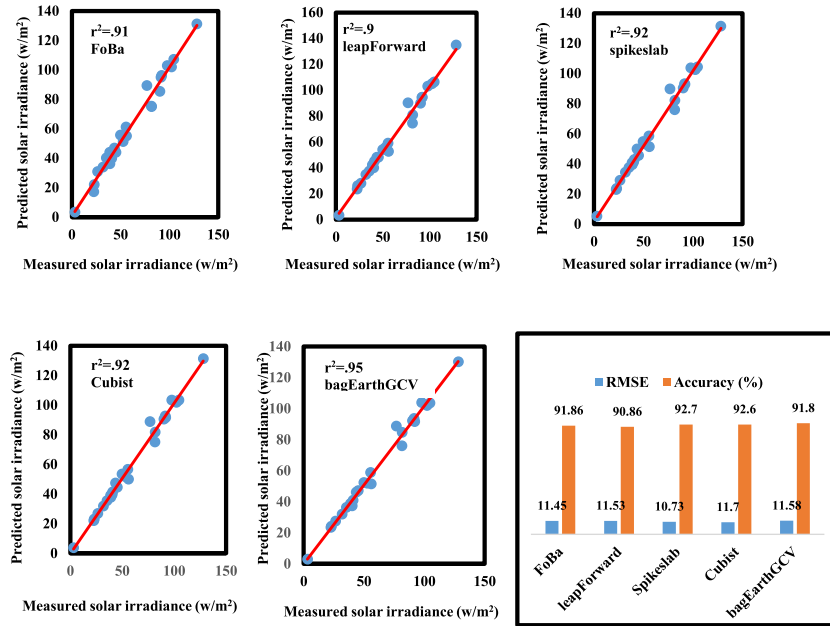 Predicted solar irradiance (w/m²)
140
120
100
80
60
40
20
0
r²=.91
FoBa
0 50 100 150
Measured solar irradiance (w/m²)
Predicted solar irradiance (w/m²)
160
140
120
100
80
60
40
20
0
r²=.9
leapForward
0 50 100 150
Measured solar irradiance (w/m²)
Predicted solar irradiance (w/m²)
140
120
100
80
60
40
20
0
r²=.92
spikeslab
0 50 100 150
Measured solar irradiance (w/m²)
Predicted solar irradiance (w/m²)
140
120
100
80
60
40
20
0
r²=.92
Cubist
0 50 100 150
Measured solar irradiance (w/m²)
Predicted solar irradiance (w/m²)
140
120
100
80
60
40
20
0
r²=.95
bagEarthGCV
0 50 100 150
Measured solar irradiance (w/m²)
RMSE Accuracy (%)
91.86 90.86 92.7 92.6 91.8
11.45 11.53 10.73 11.7 11.58
FoBa
leapForward
Spikeslab
Cubist
bagEarthGCV